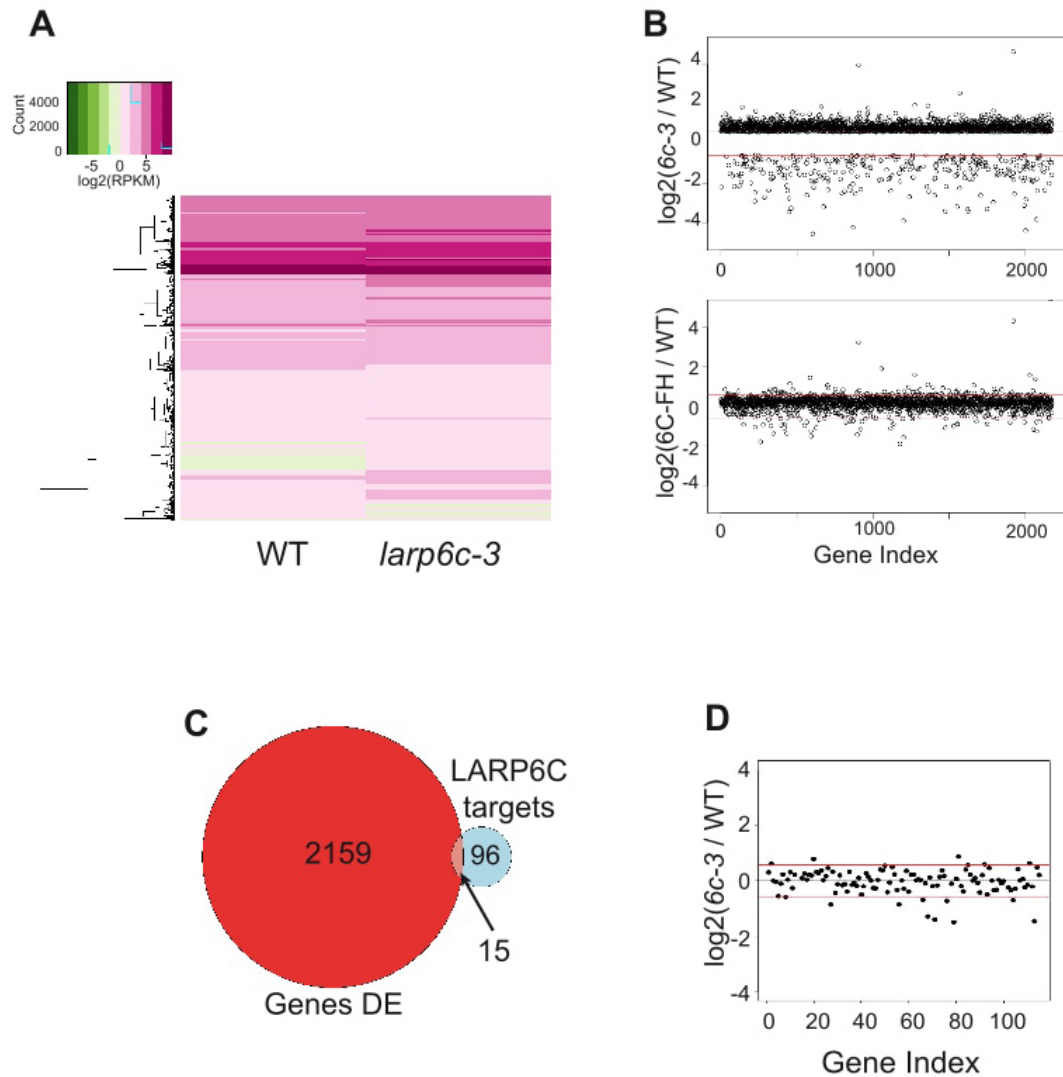 A
Count
4000
2000
0
-5 0 5
log2(RPKM)
WT larp6c-3
B
log2(6c-3 / WT)
4
2
0
-2
-4
0 1000 2000
log2(6C-FH / WT)
4
2
0
-2
-4
0 1000 2000
Gene Index
C
LARP6C
targets
2159
96
15
Genes DE
D
log2(6c-3 / WT)
4
2
0
-2
-4
0 20 40 60 80 100
Gene Index